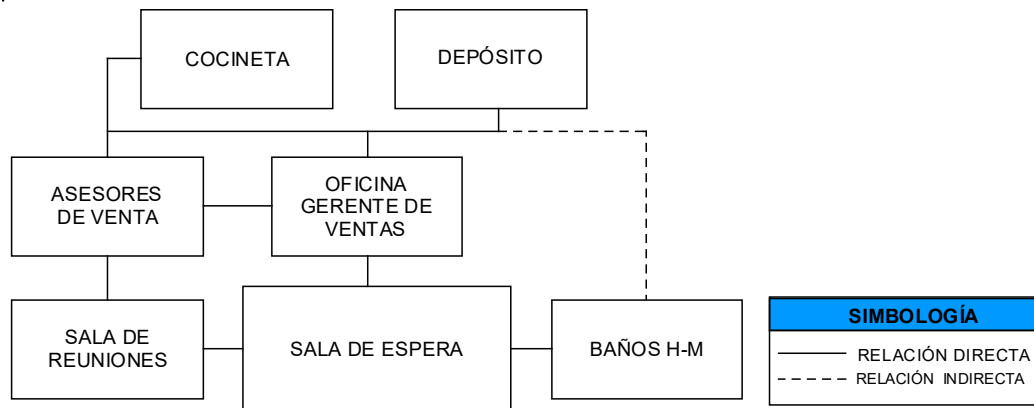 COCINETA
DEPÓSITO
ASESORES
DE VENTA
OFICINA
GERENTE DE
VENTAS
SALA DE
REUNIONES
SALA DE ESPERA
BAÑOS H-M
SIMBOLOGÍA
RELACIÓN DIRECTA
RELACIÓN INDIRECTA